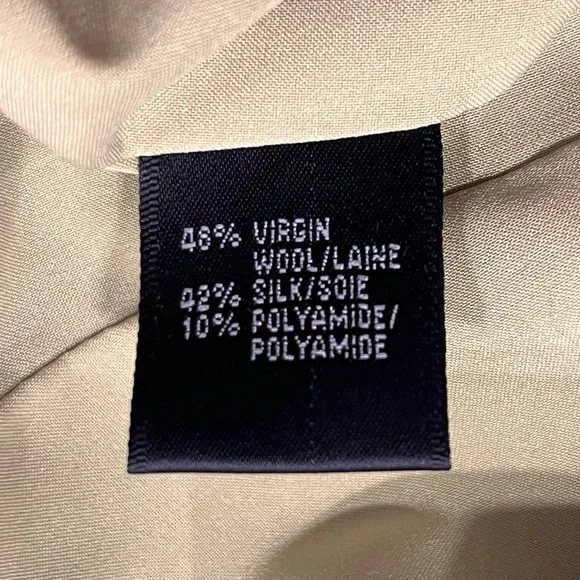 48% VIRGIN
WOOL/LAINE
42% SILK/SOIE
10% POLYAMIDE/
POLYAMIDE